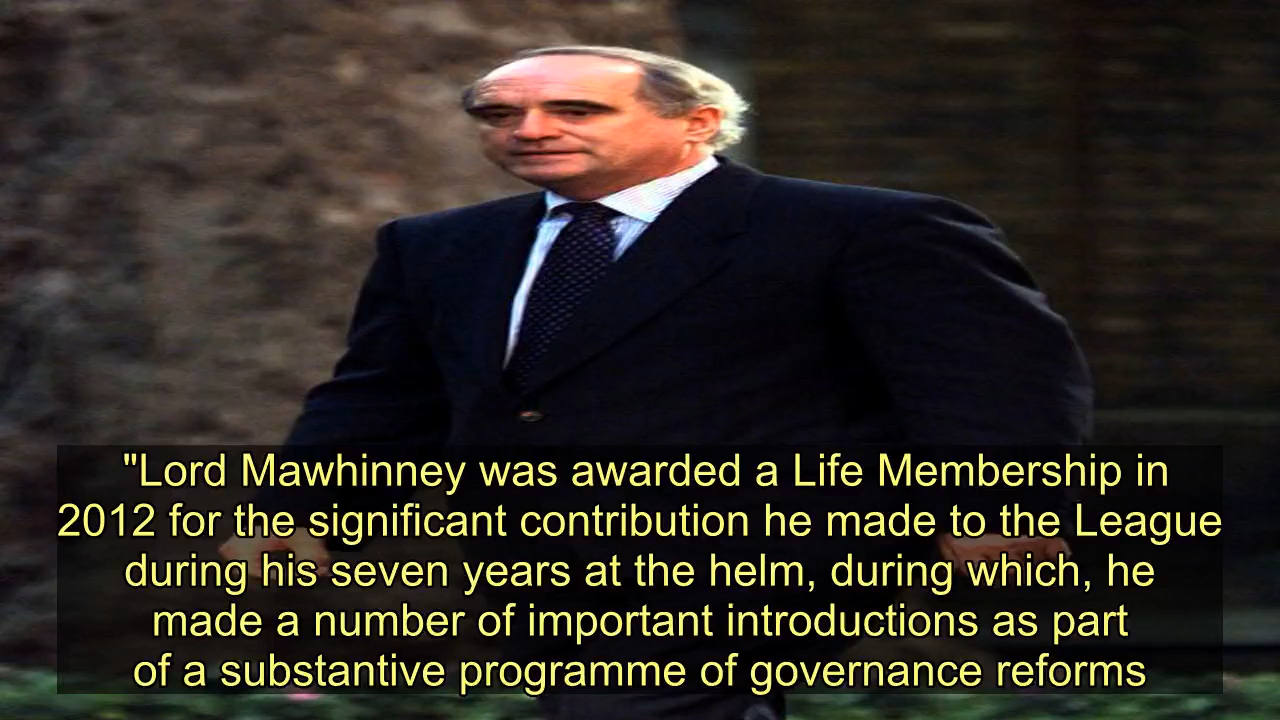 "Lord Mawhinney was awarded a Life Membership in
2012 for the significant contribution he made to the League
during his seven years at the helm, during which, he
made a number of important introductions as part
of a substantive programme of governance reforms